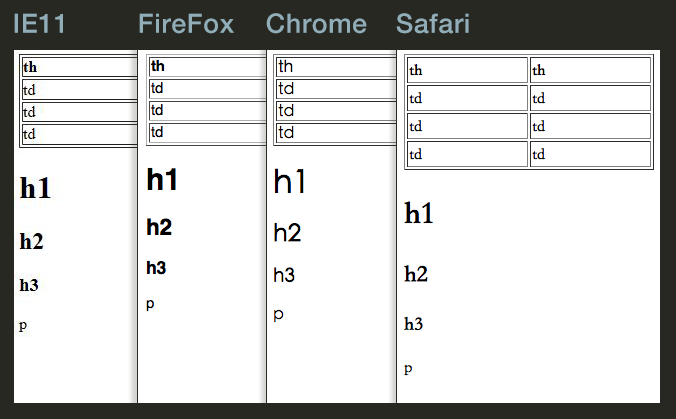 IE11 FireFox Chrome Safari
th th th th th
td td td td td
td td td td td
td td td td td
h1 h1 h1 h1
h2 h2 h2 h2
h3 h3 h3 h3
p p p p